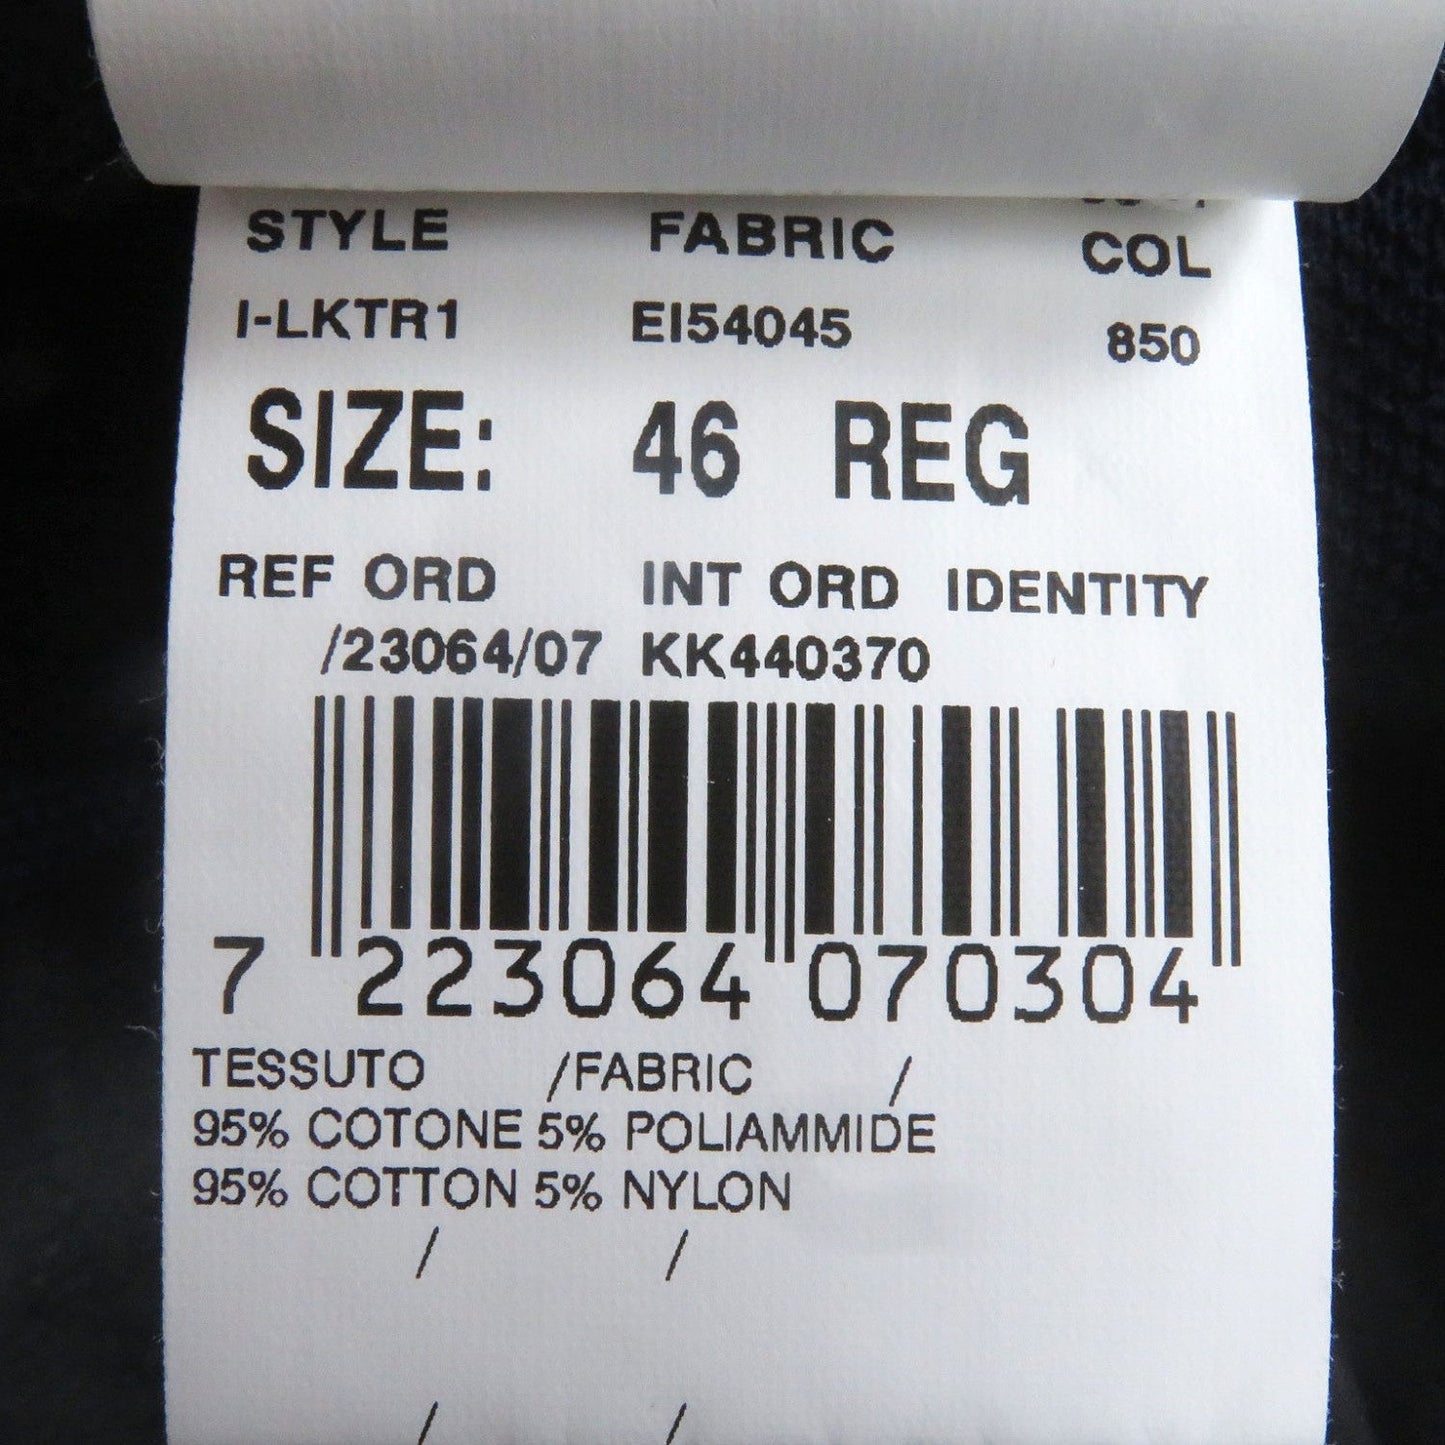 STYLE FABRIC COL
I-LKTR1 EI54045 850
SIZE: 46 REG
REF ORD INT ORD IDENTITY
/23064/07 KK440370
7 223064 070304
TESSUTO /FABRIC /
95% COTONE 5% POLIAMMIDE
95% COTTON 5% NYLON
/ /
/ /